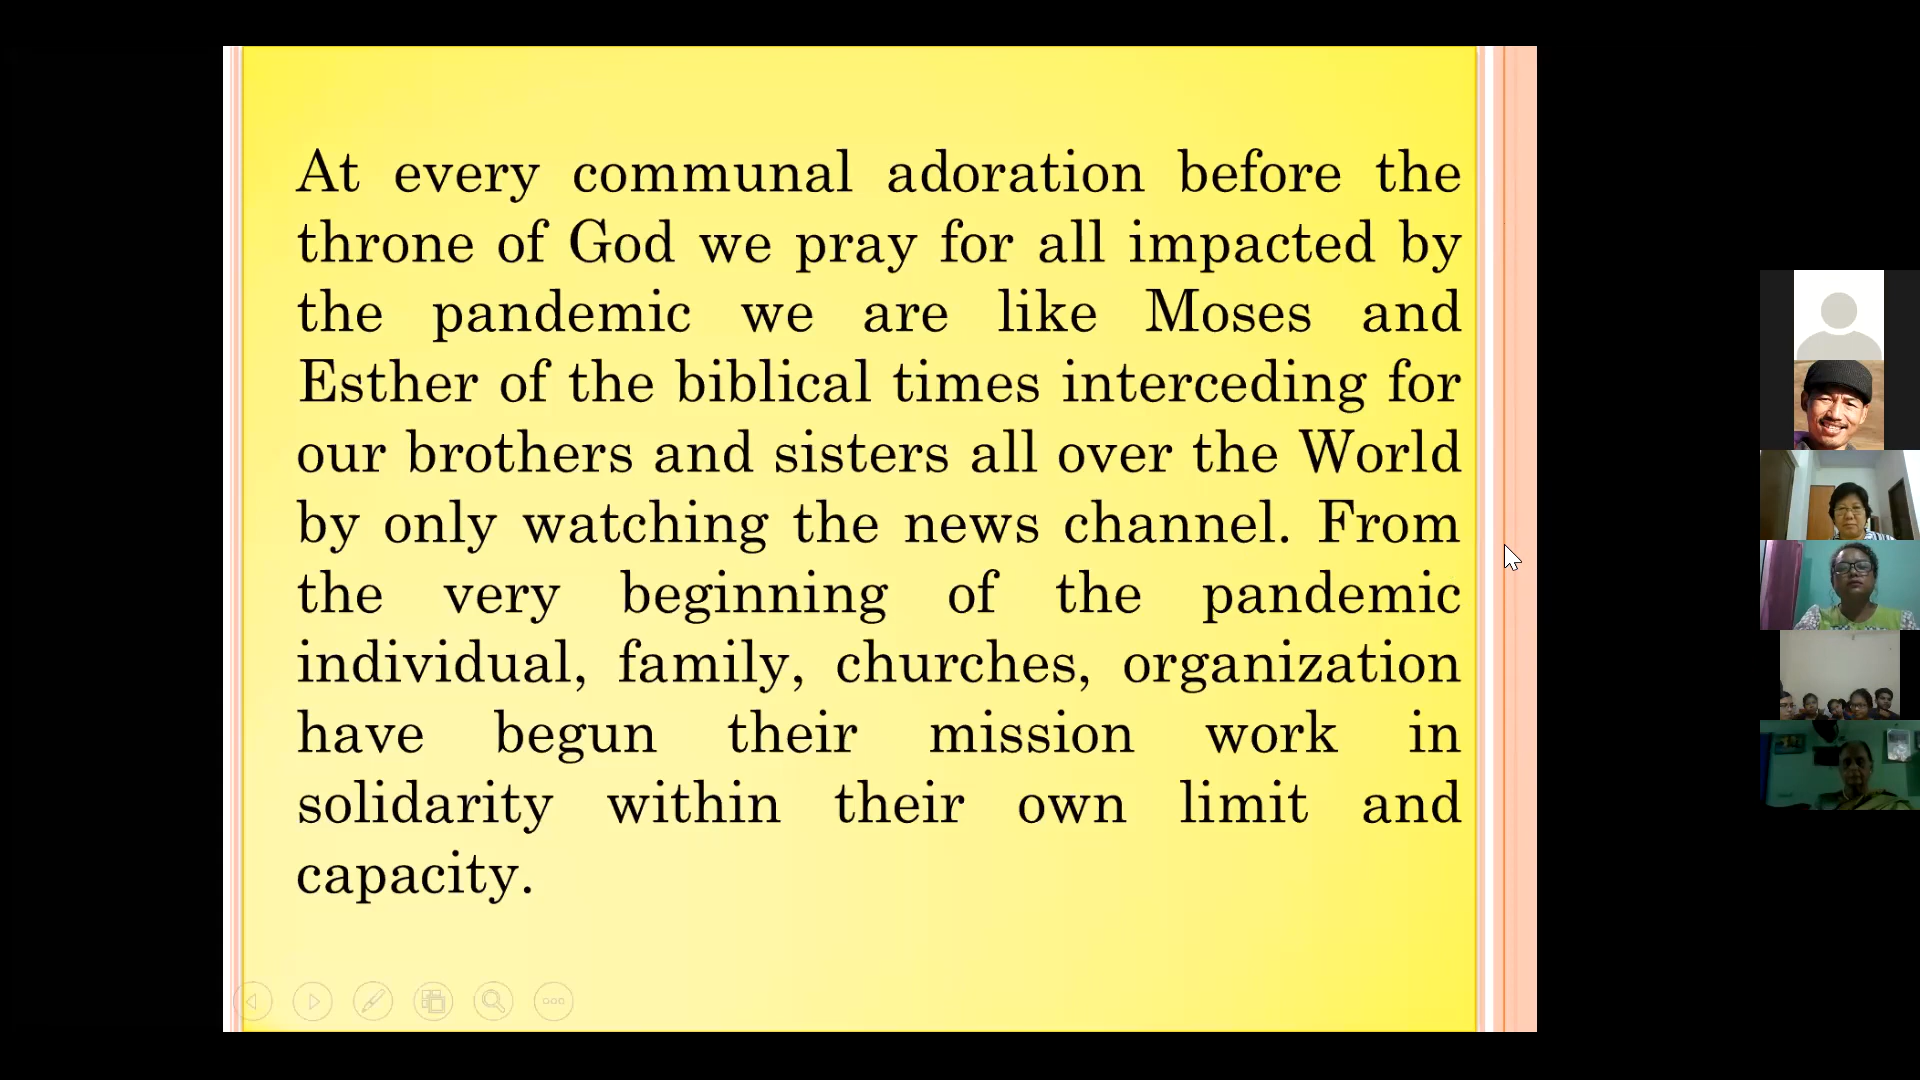 At every communal adoration before the
throne of God we pray for all impacted by
the pandemic we are like Moses and
Esther of the biblical times interceding for
our brothers and sisters all over the World
by only watching the news channel. From
the very beginning of the pandemic
individual, family, churches, organization
have begun their mission work in
solidarity within their own limit and
capacity.